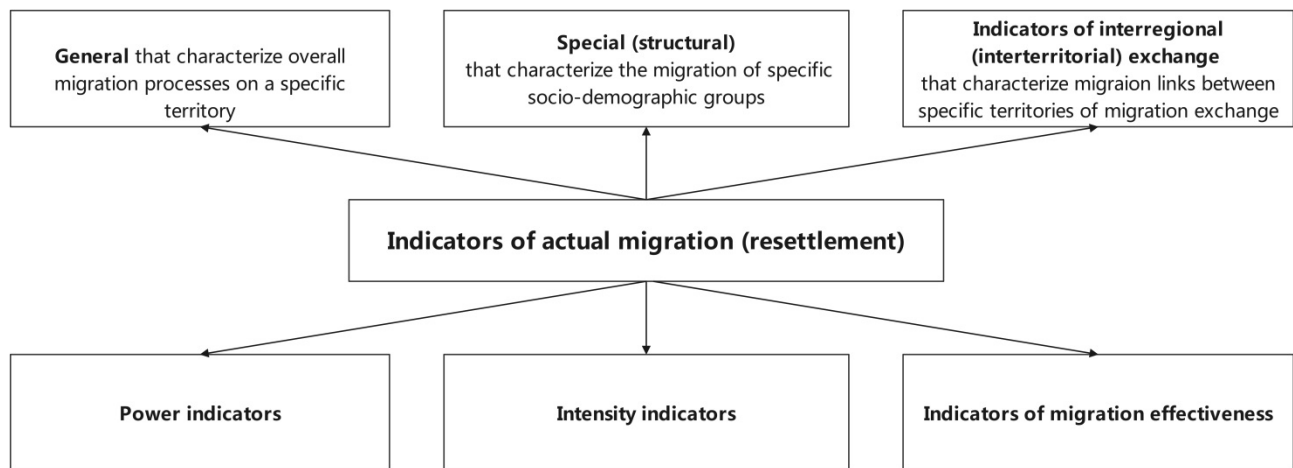 General that characterize overall
migration processes on a specific
territory
Special (structural)
that characterize the migration of specific
socio-demographic groups
Indicators of interregional
(interterritorial) exchange
that characterize migraion links between
specific territories of migration exchange
Indicators of actual migration (resettlement)
Power indicators
Intensity indicators
Indicators of migration effectiveness